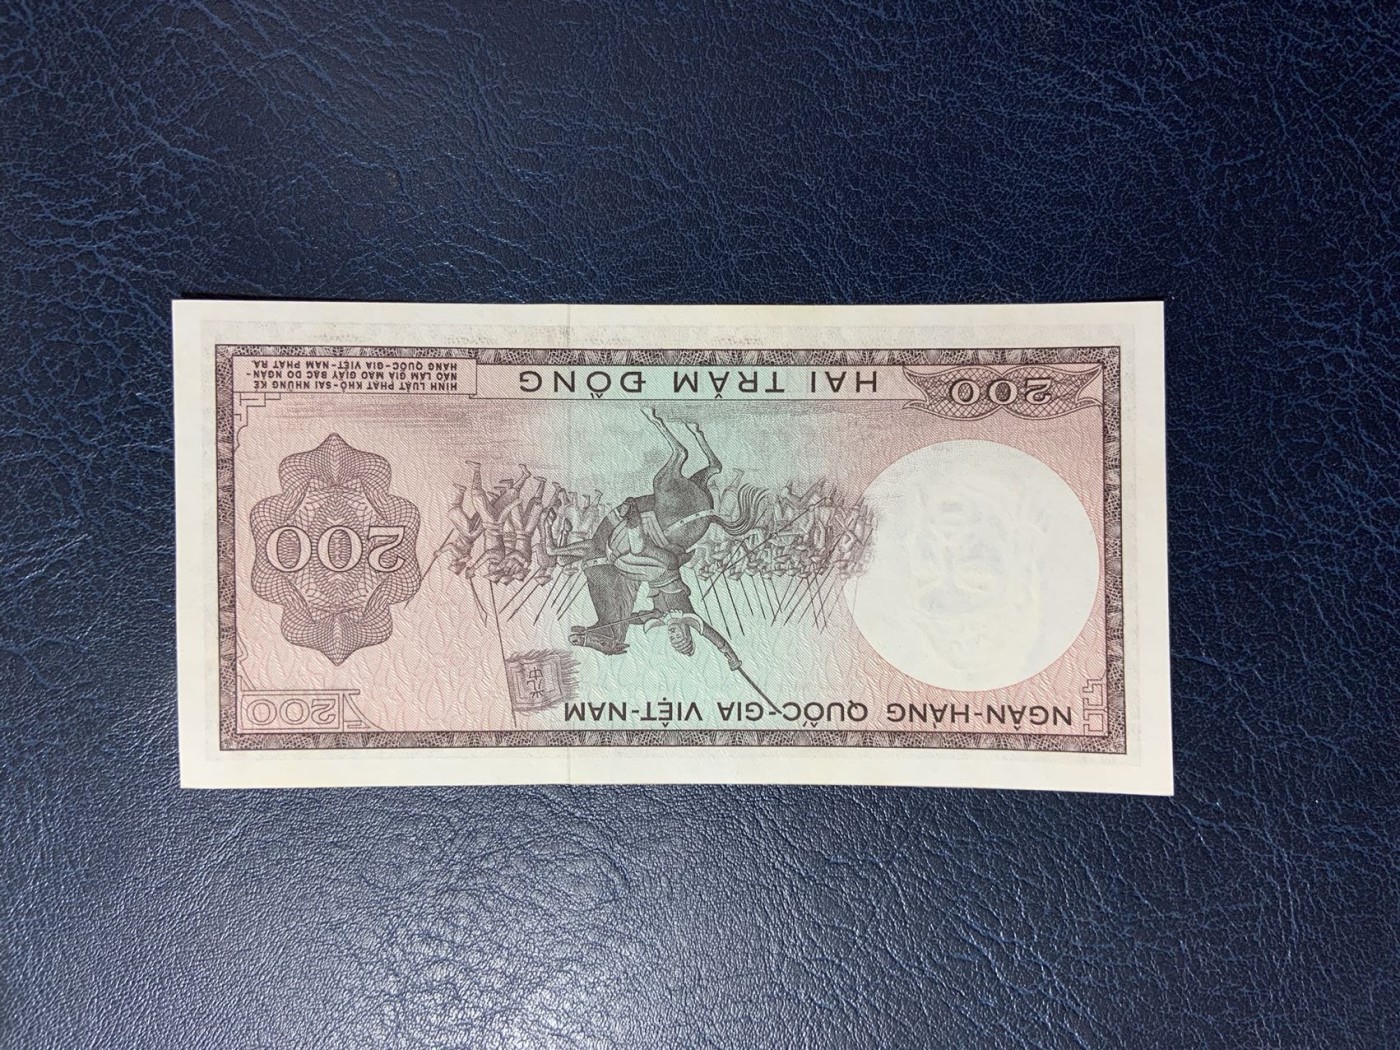 NGÂN-HÀNG QUỐC-GIA VIỆT-NAM
200
200
200
HAI TRĂM ĐỒNG
HÌNH LUẬT PHẠT KHỔ-SAI NHỮNG KẺ
NÀO LÀM GIẢ MẠO GIẤY BẠC DO NGÂN-
HÀNG QUỐC-GIA VIỆT-NAM PHÁT RA.